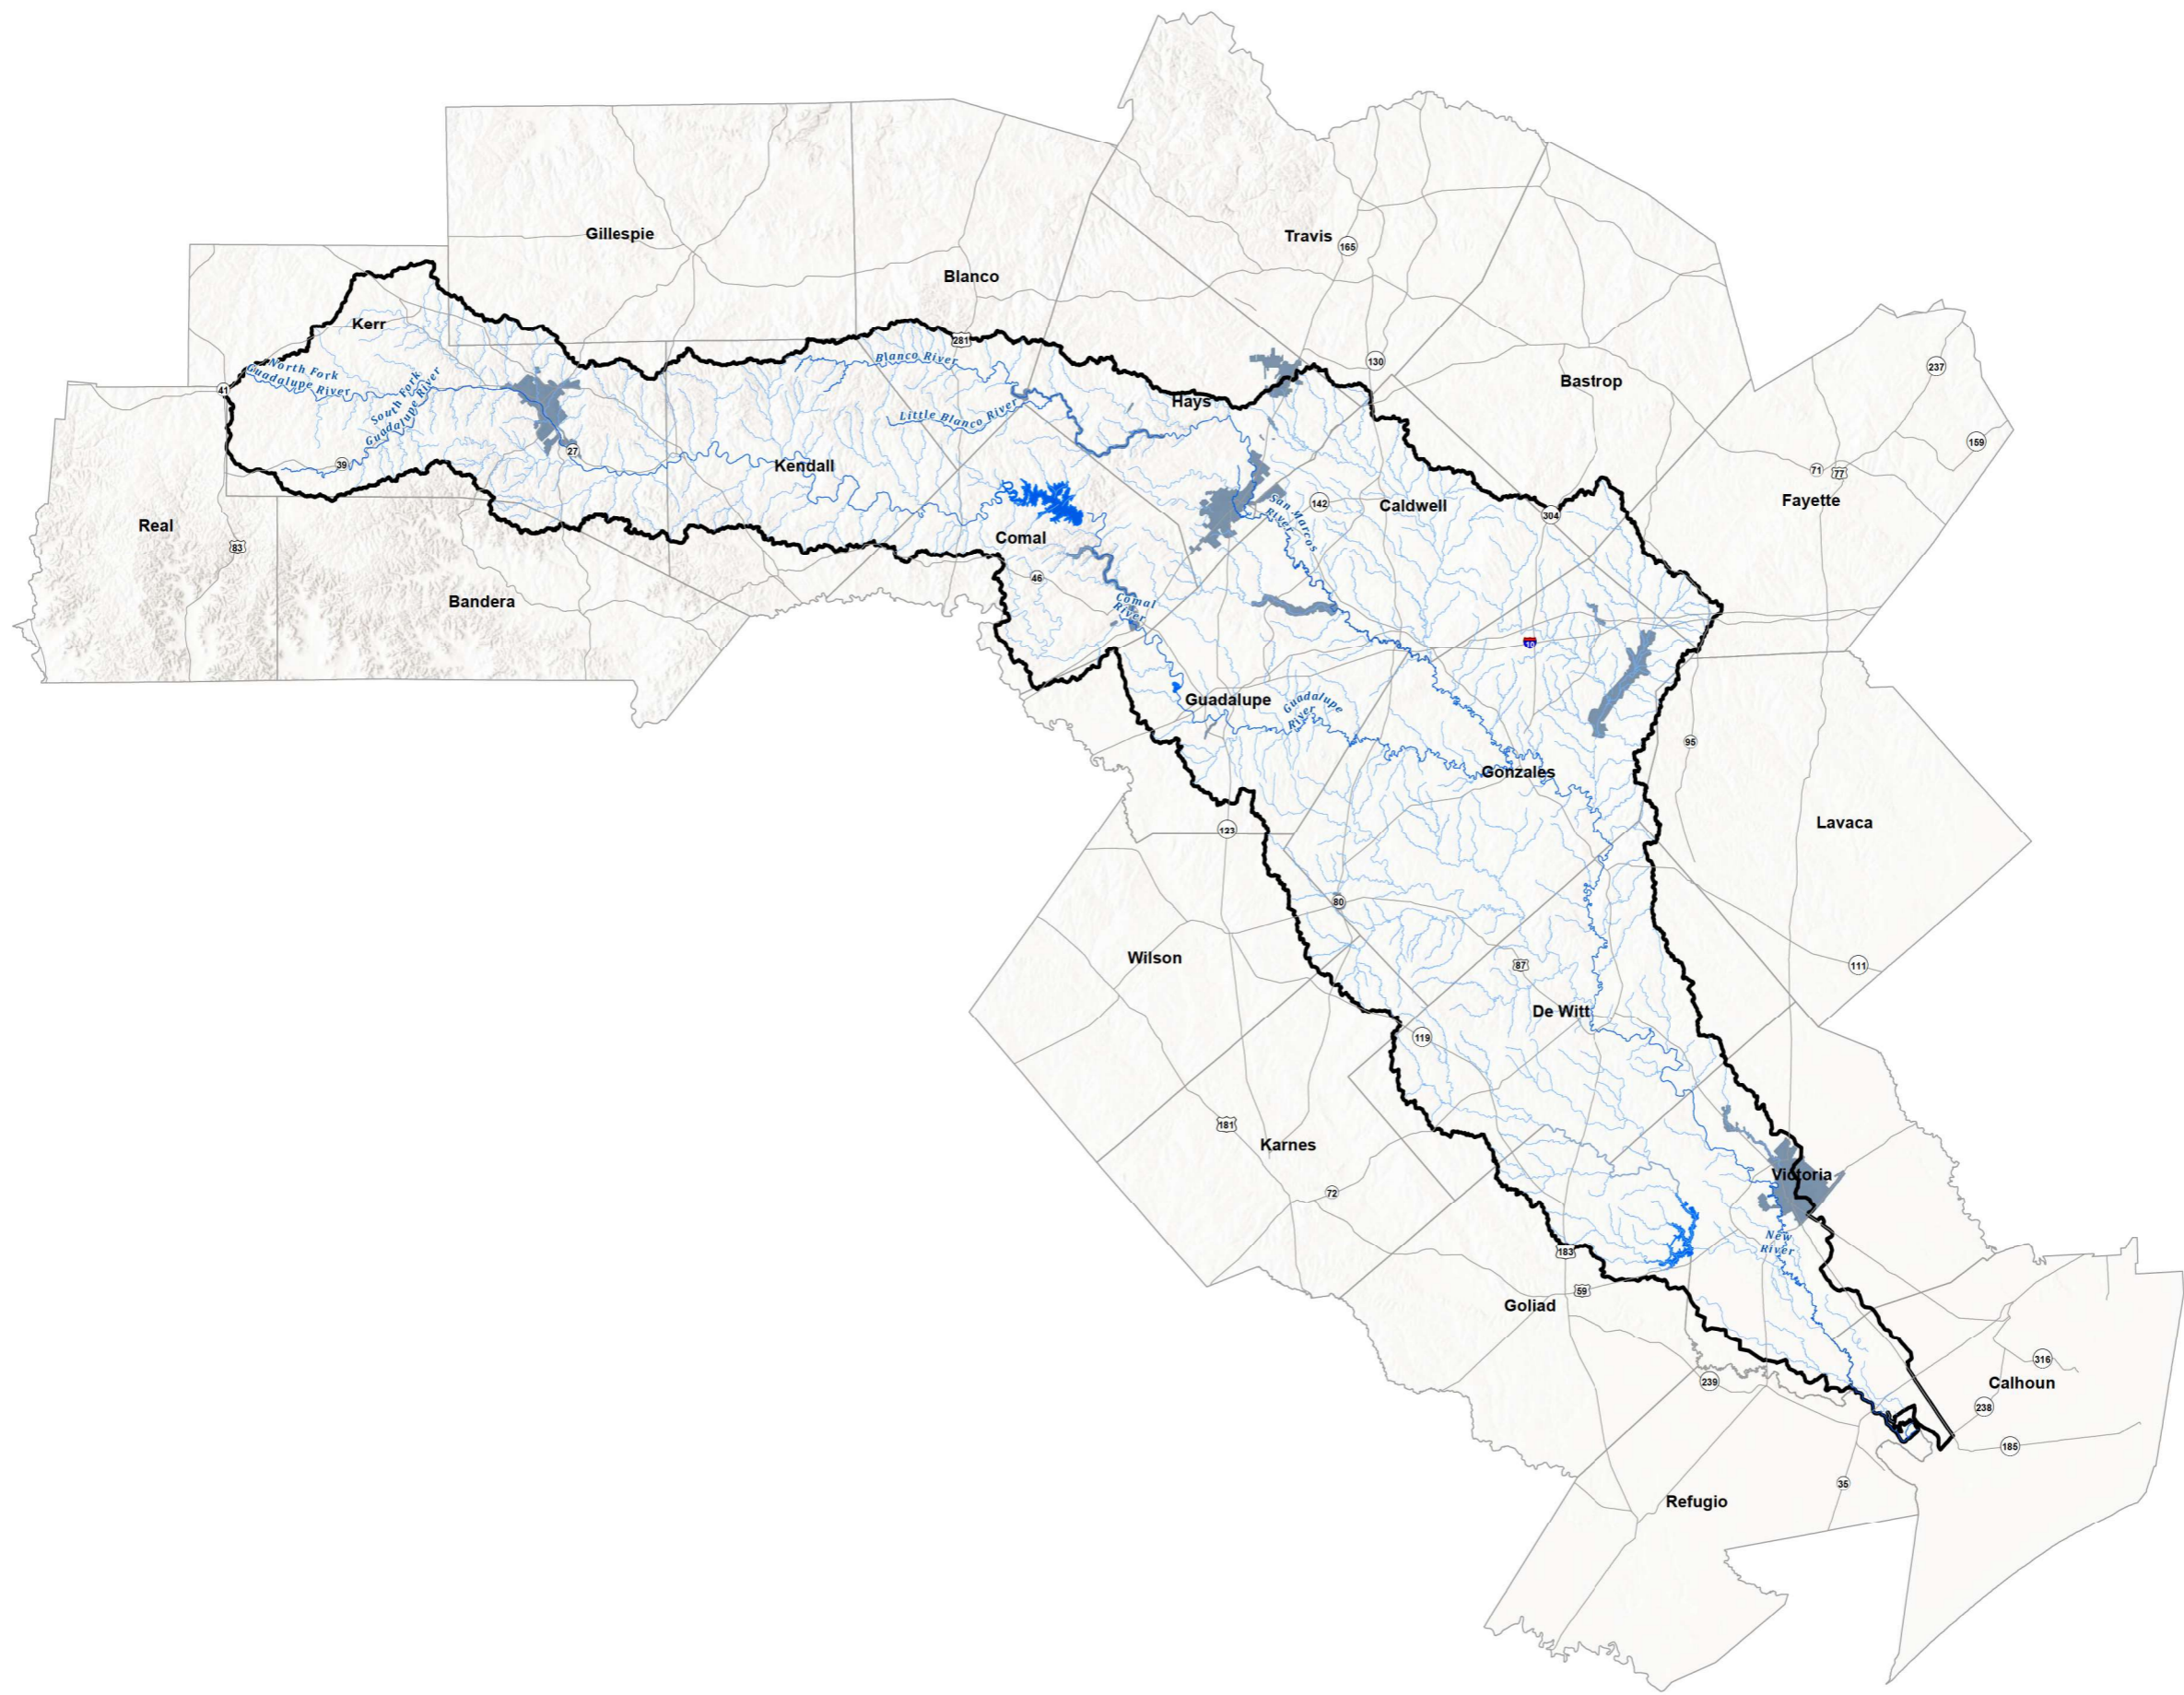 Gillespie
Travis
165
Blanco
Kerr
281
Blanco River
130
237
North Fork
Guadalupe River
South Fork
Guadalupe River
41
Bastrop
Hays
Little Blanco River
159
27
39
Kendall
71
77
Fayette
San Marcos
River
142
Caldwell
304
Real
83
Comal
46
Bandera
Comal
River
10
Guadalupe
Guadalupe
River
95
Gonzales
Lavaca
123
80
Wilson
87
111
De Witt
119
181
Karnes
72
Victoria
New
River
183
59
Goliad
316
239
Calhoun
238
185
35
Refugio